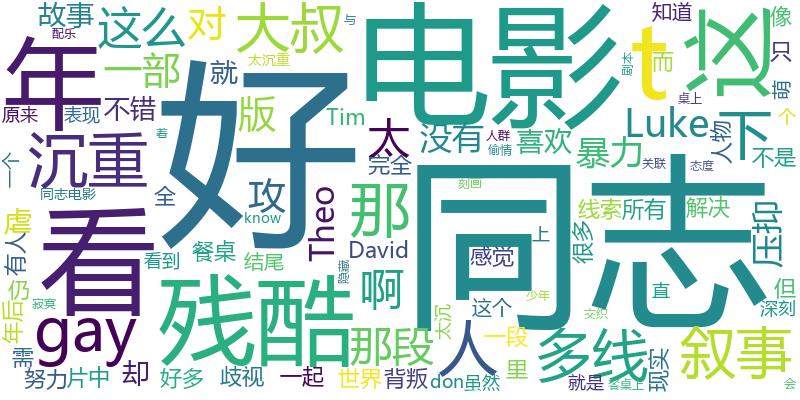 故事
配乐
这么
对
大叔
与
电影
知道
像
年
一部
就
太沉重
t
而
这
只
剧本
萌
原来
表现
不错
版
Tim
太
没有
人群
偷情
喜欢
Luke
桌上
下
个
人物
好
沉重
一个
同志电影
着
全
攻
know
完全
那
刻画
同志
暴力
关联
态度
不是
线索
所有
解决
虐
有人
看
看到
餐桌
结尾
Theo
David
隐瞒
啊
感觉
上
很多
压抑
但
深刻
年后
仍
寂寞
残酷
太沉
这个
少年
直
交织
gay
那段
人
一段
多线
叙事
需
努力
片中
却
好多
歧视
一起
世界
背叛
don
虽然
里
就是
餐桌上
现实
会